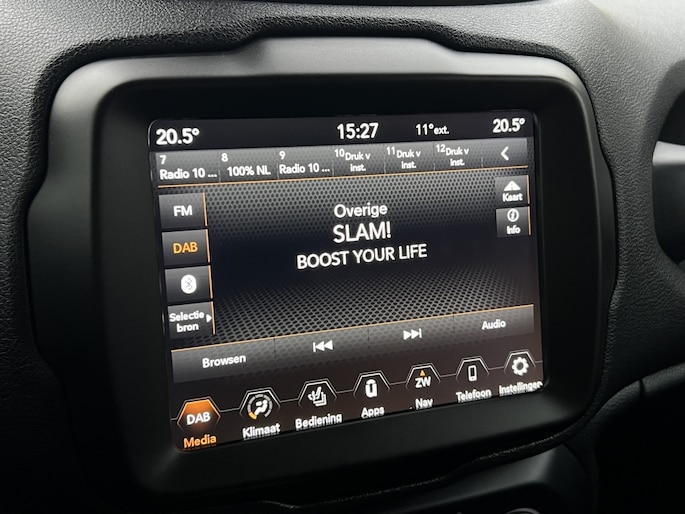 20.5° 15:27 11°ext. 20.5°
7 8 9 10 Druk v 11 Druk v 12 Druk v
Radio 10 ... 100% NL Radio 10 ... inst. inst. inst.
FM
Overige
Kaart
DAB
SLAM!
Info
BOOST YOUR LIFE
Selectie
bron
Browsen Audio
DAB ZW
Media Klimaat Bediening Apps Nav Telefoon Instellingen